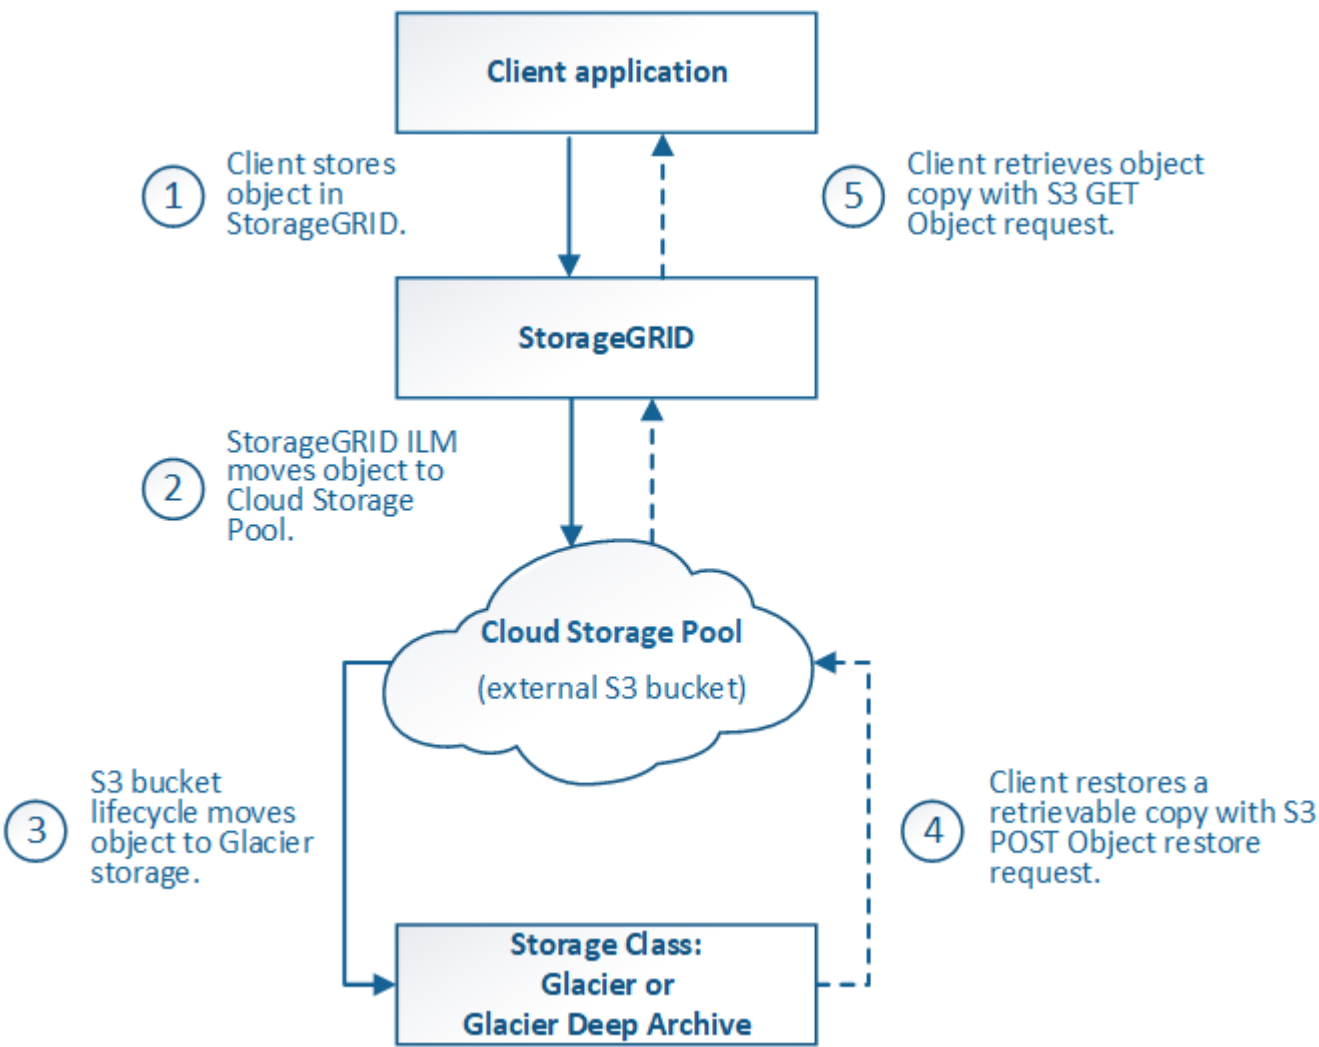 Client application
1
Client stores
object in
StorageGRID.
5
Client retrieves object
copy with S3 GET
Object request.
StorageGRID
2
StorageGRID ILM
moves object to
Cloud Storage
Pool.
Cloud Storage Pool
(external S3 bucket)
3
S3 bucket
lifecycle moves
object to Glacier
storage.
4
Client restores a
retrievable copy with S3
POST Object restore
request.
Storage Class:
Glacier or
Glacier Deep Archive